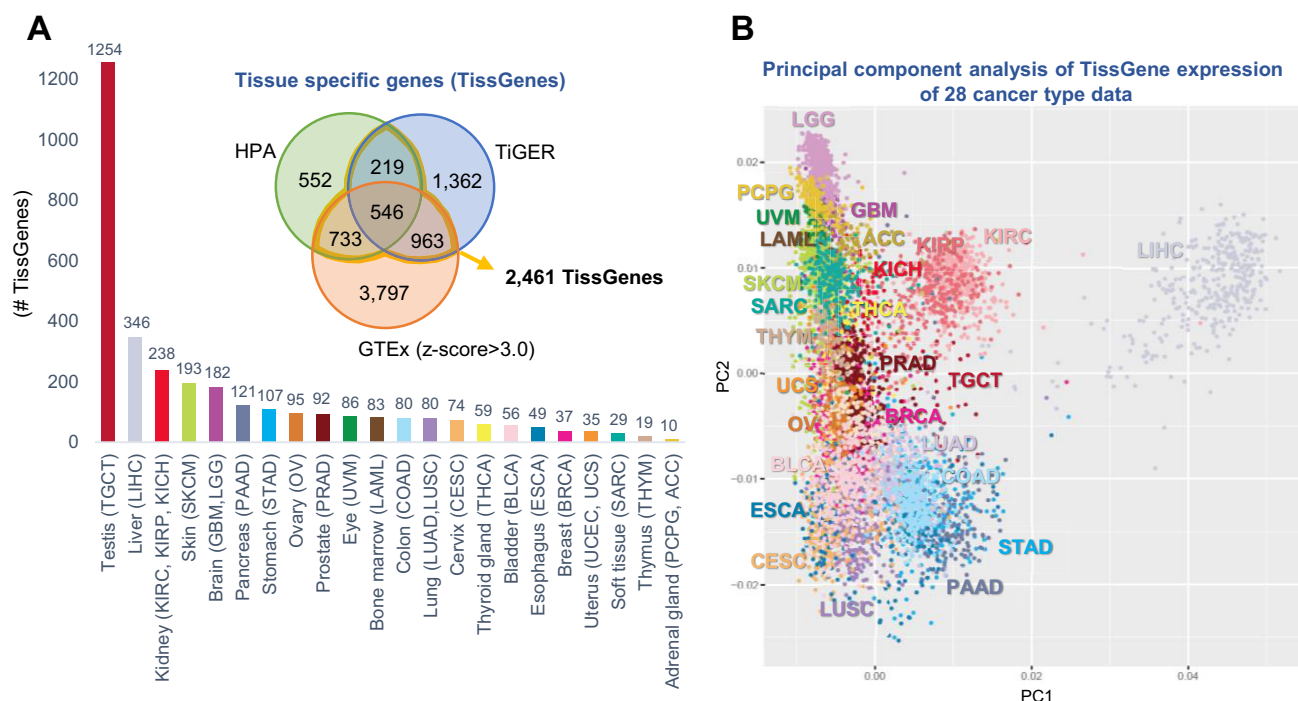 A
(# TissGenes)
1200
1000
800
600
400
200
0
1254
346
238
193
182
121
107
95
92
86
83
80
80
74
59
56
49
37
35
29
19
10
Testis (TGCT)
Liver (LIHC)
Kidney (KIRC, KIRP, KICH)
Skin (SKCM)
Brain (GBM,LGG)
Pancreas (PAAD)
Stomach (STAD)
Ovary (OV)
Prostate (PRAD)
Eye (UVM)
Bone marrow (LAML)
Colon (COAD)
Lung (LUAD,LUSC)
Cervix (CESC)
Thyroid gland (THCA)
Bladder (BLCA)
Esophagus (ESCA)
Breast (BRCA)
Uterus (UCEC, UCS)
Soft tissue (SARC)
Thymus (THYM)
Adrenal gland (PCPG, ACC)
Tissue specific genes (TissGenes)
HPA
TiGER
552
219
1,362
546
733
963
2,461 TissGenes
3,797
GTEx (z-score>3.0)
B
Principal component analysis of TissGene expression
of 28 cancer type data
PC2
0.02
0.01
0.00
−0.01
−0.02
LGG
PCPG
GBM
UVM
LAML
ACC
KIRP
KIRC
LIHC
KICH
SKCM
SARC
THCA
THYM
PRAD
UCS
TGCT
OV
BRCA
LUAD
BLCA
COAD
ESCA
STAD
CESC
PAAD
LUSC
0.00
0.02
0.04
PC1